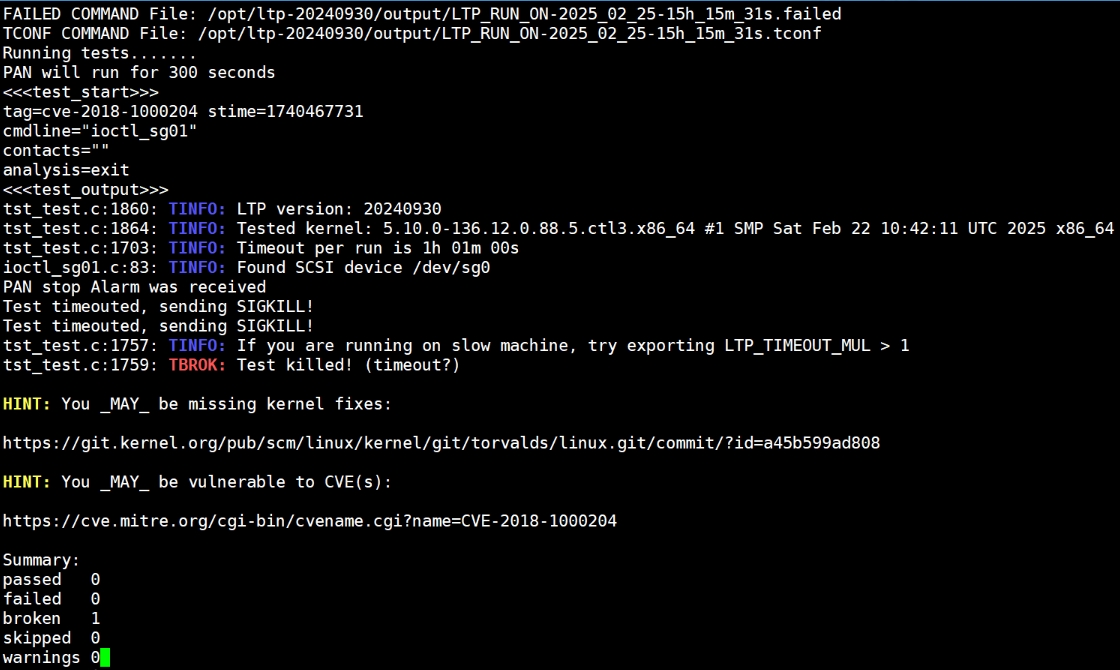 FAILED COMMAND File: /opt/ltp-20240930/output/LTP_RUN_ON-2025_02_25-15h_15m_31s.failed
TCONF COMMAND File: /opt/ltp-20240930/output/LTP_RUN_ON-2025_02_25-15h_15m_31s.tconf
Running tests.......
PAN will run for 300 seconds
<<<test_start>>>
tag=cve-2018-1000204 stime=1740467731
cmdline="ioctl_sg01"
contacts=""
analysis=exit
<<<test_output>>>
tst_test.c:1860: TINFO: LTP version: 20240930
tst_test.c:1864: TINFO: Tested kernel: 5.10.0-136.12.0.88.5.ctl3.x86_64 #1 SMP Sat Feb 22 10:42:11 UTC 2025 x86_64
tst_test.c:1703: TINFO: Timeout per run is 1h 01m 00s
ioctl_sg01.c:83: TINFO: Found SCSI device /dev/sg0
PAN stop Alarm was received
Test timeouted, sending SIGKILL!
Test timeouted, sending SIGKILL!
tst_test.c:1757: TINFO: If you are running on slow machine, try exporting LTP_TIMEOUT_MUL > 1
tst_test.c:1759: TBROK: Test killed! (timeout?)
HINT: You _MAY_ be missing kernel fixes:
https://git.kernel.org/pub/scm/linux/kernel/git/torvalds/linux.git/commit/?id=a45b599ad808
HINT: You _MAY_ be vulnerable to CVE(s):
https://cve.mitre.org/cgi-bin/cvename.cgi?name=CVE-2018-1000204
Summary:
passed   0
failed   0
broken   1
skipped  0
warnings 0